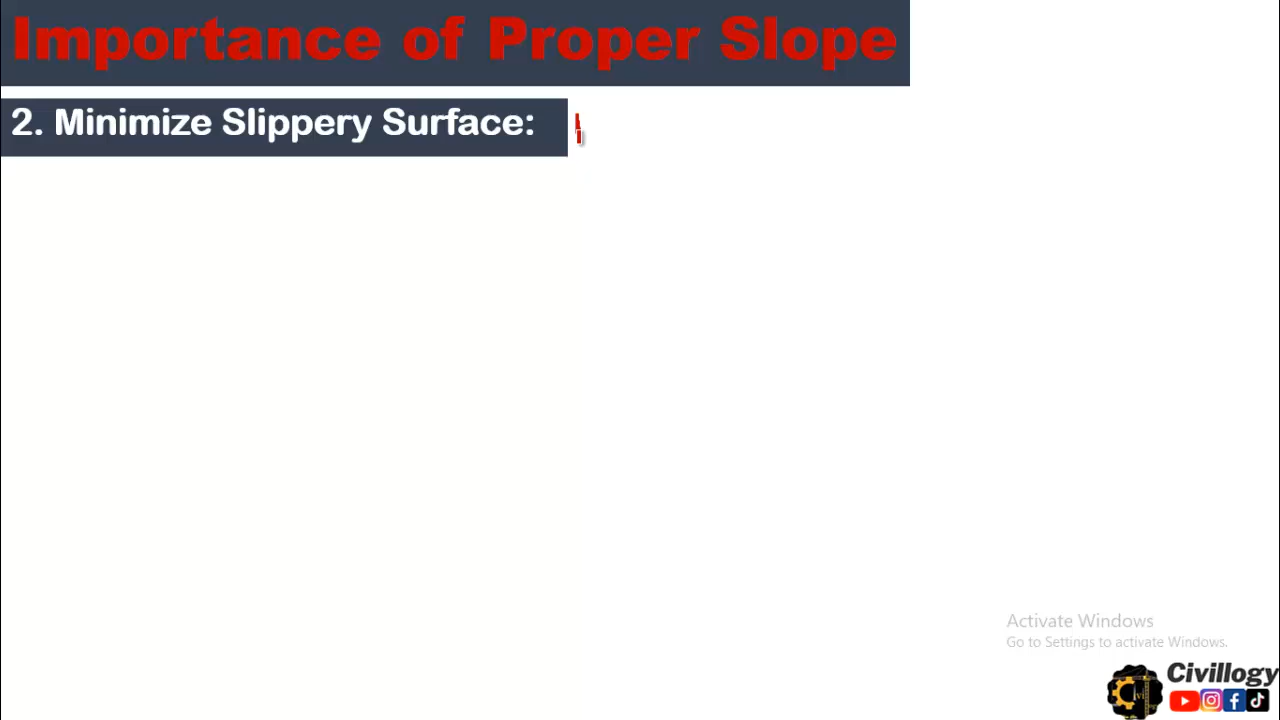 Importance of Proper Slope
2. Minimize Slippery Surface:
Activate Windows
Go to Settings to activate Windows.
Civillogy